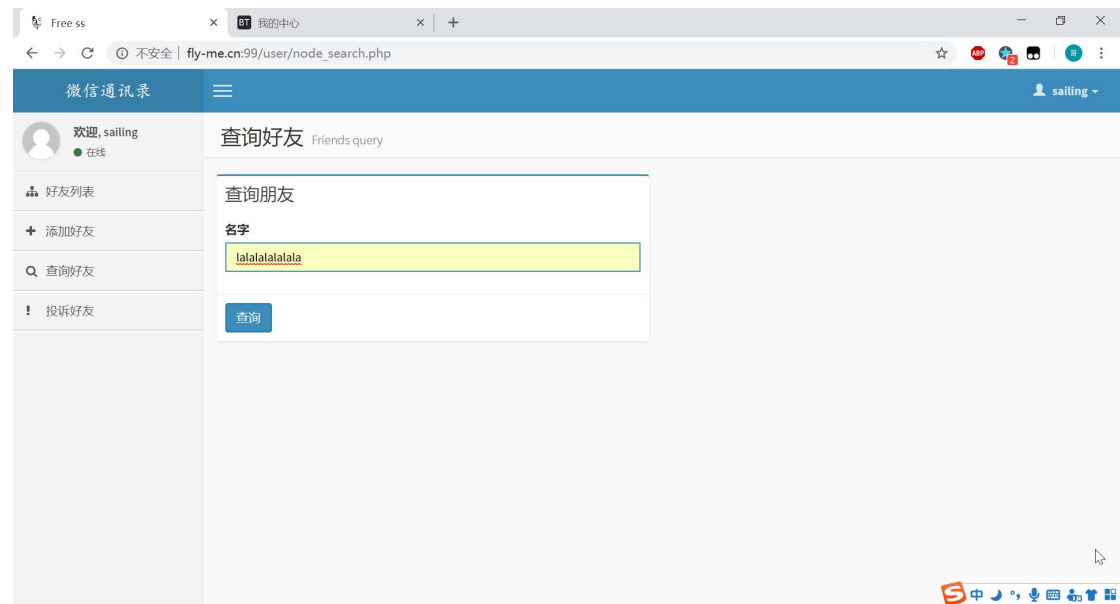 Free ss
BT 我的中心
不安全 | fly-me.cn:99/user/node_search.php
ABP 2
微信通讯录
sailing
欢迎, sailing
在线
好友列表
添加好友
查询好友
投诉好友
查询好友 Friends query
查询朋友
名字
lalalalalalala
查询
中